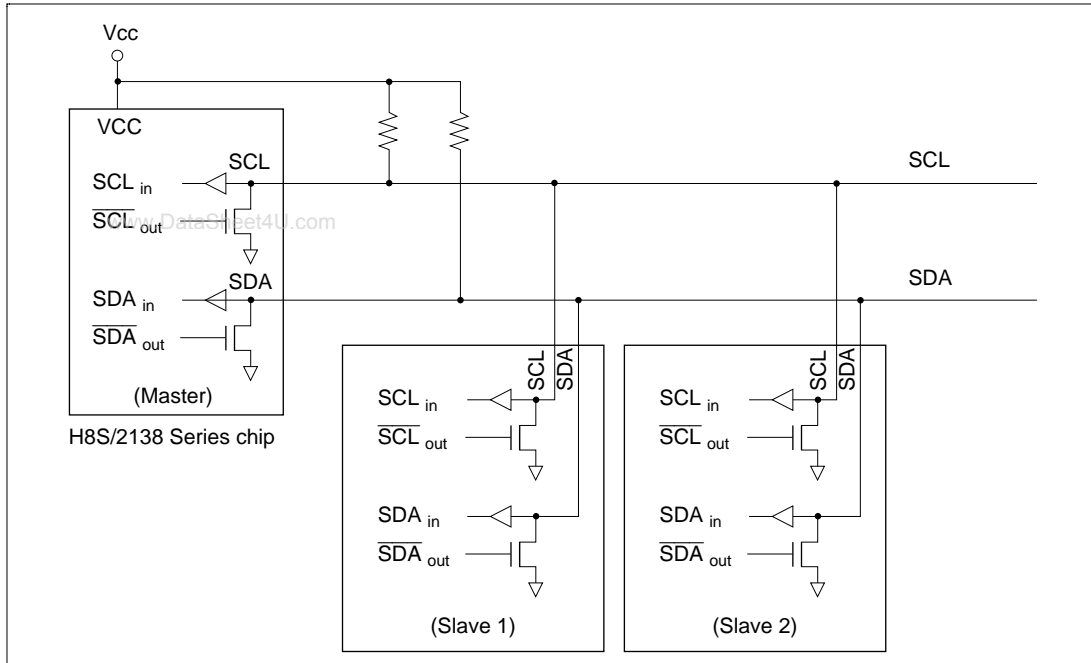 Vcc
VCC
SCL
SCL in
SCL out
SDA
SDA in
SDA out
(Master)
H8S/2138 Series chip
www.DataSheet4U.com
SCL
SDA
SCL
SDA
SCL in
SCL out
SDA in
SDA out
(Slave 1)
SCL
SDA
SCL in
SCL out
SDA in
SDA out
(Slave 2)